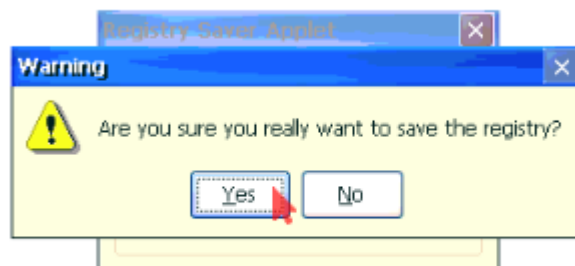 Registry Saver Applet
Warning
Are you sure you really want to save the registry?
Yes
No